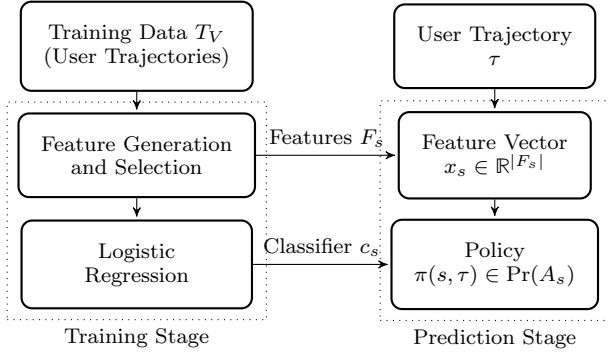 Training Data T_V
(User Trajectories)
User Trajectory
τ
Feature Generation
and Selection
Features F_s
Feature Vector
x_s ∈ ℝ^|F_s|
Logistic
Regression
Classifier c_s
Policy
π(s, τ) ∈ Pr(A_s)
Training Stage
Prediction Stage